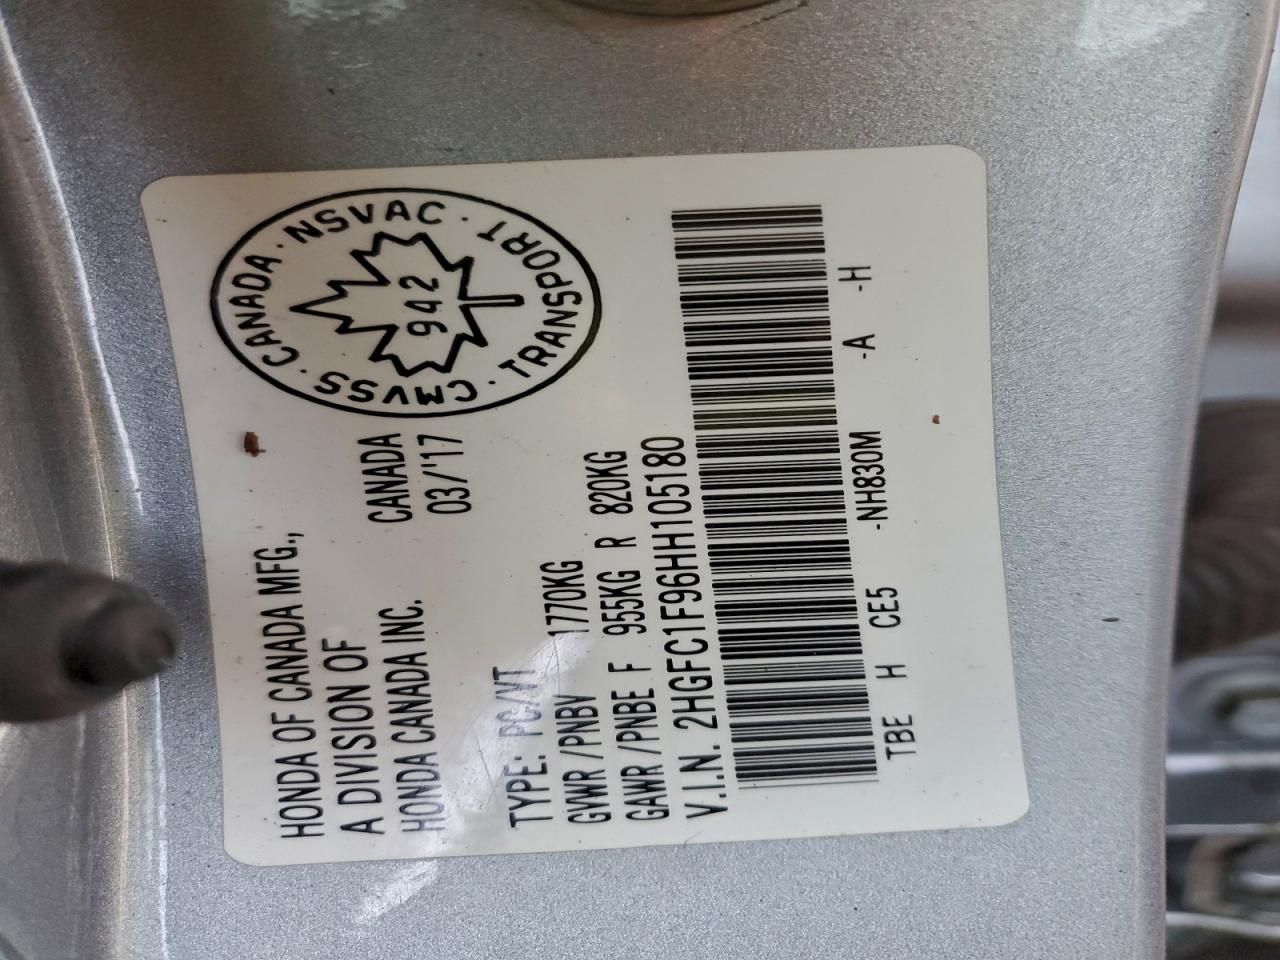 HONDA OF CANADA MFG.,
A DIVISION OF
HONDA CANADA INC.
CANADA
03/'17
CMVSS · CANADA · NSVAC · TRANSPORT ·
942
TYPE: PC/VT
GVWR / PNBV 1770KG
GAWR / PNBE F 955KG R 820KG
V.I.N. 2HGFC1F96HH105180
TBE H CE5 -NH830M -A -H